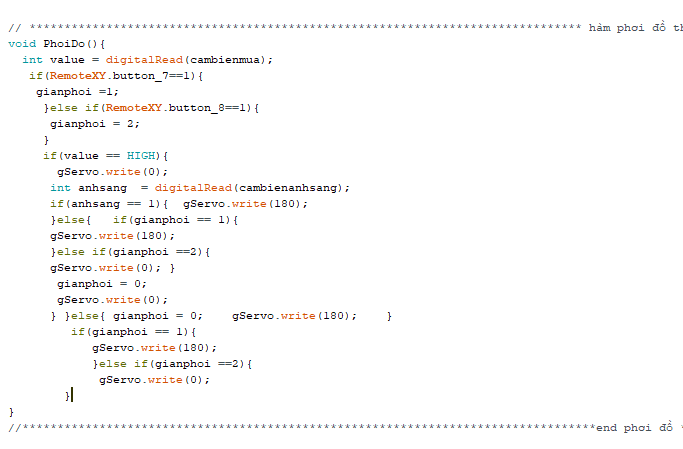 // ******************************************************************************* hàm phơi đồ
void PhoiDo(){
int value = digitalRead(cambienmua);
if(RemoteXY.button_7==1){
gianphoi =1;
}else if(RemoteXY.button_8==1){
gianphoi = 2;
}
if(value == HIGH){
gServo.write(0);
int anhsang  = digitalRead(cambienanhsang);
if(anhsang == 1){  gServo.write(180);
}else{   if(gianphoi == 1){
gServo.write(180);
}else if(gianphoi ==2){
gServo.write(0); }
gianphoi = 0;
gServo.write(0);
} }else{ gianphoi = 0;    gServo.write(180);    }
if(gianphoi == 1){
gServo.write(180);
}else if(gianphoi ==2){
gServo.write(0);
}
}
//**********************************************************************************end phơi đồ *